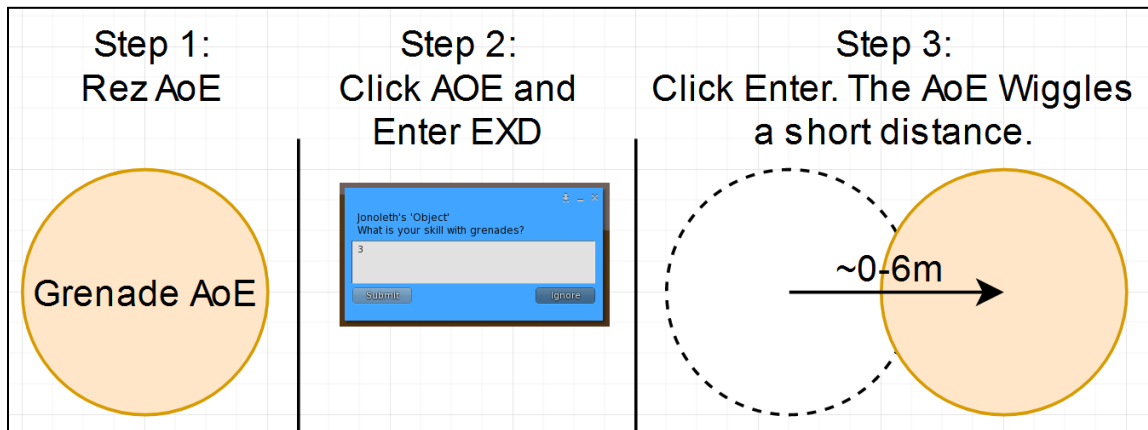 Step 1:
Rez AoE
Grenade AoE
Step 2:
Click AOE and
Enter EXD
Jonoleth's 'Object'
What is your skill with grenades?
3
Submit
Ignore
Step 3:
Click Enter. The AoE Wiggles
a short distance.
~0-6m